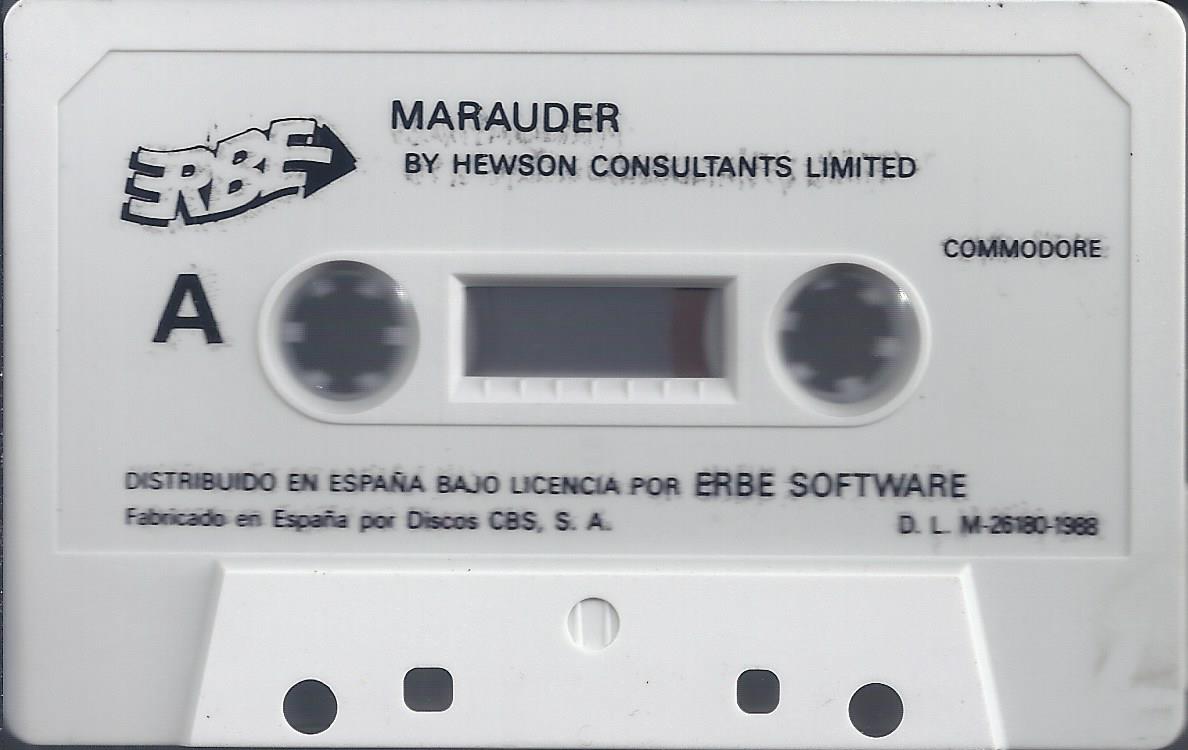 ERBE
MARAUDER
BY HEWSON CONSULTANTS LIMITED
COMMODORE
A
DISTRIBUIDO EN ESPAÑA BAJO LICENCIA POR ERBE SOFTWARE
Fabricado en España por Discos CBS, S. A.
D. L. M-26180-1988